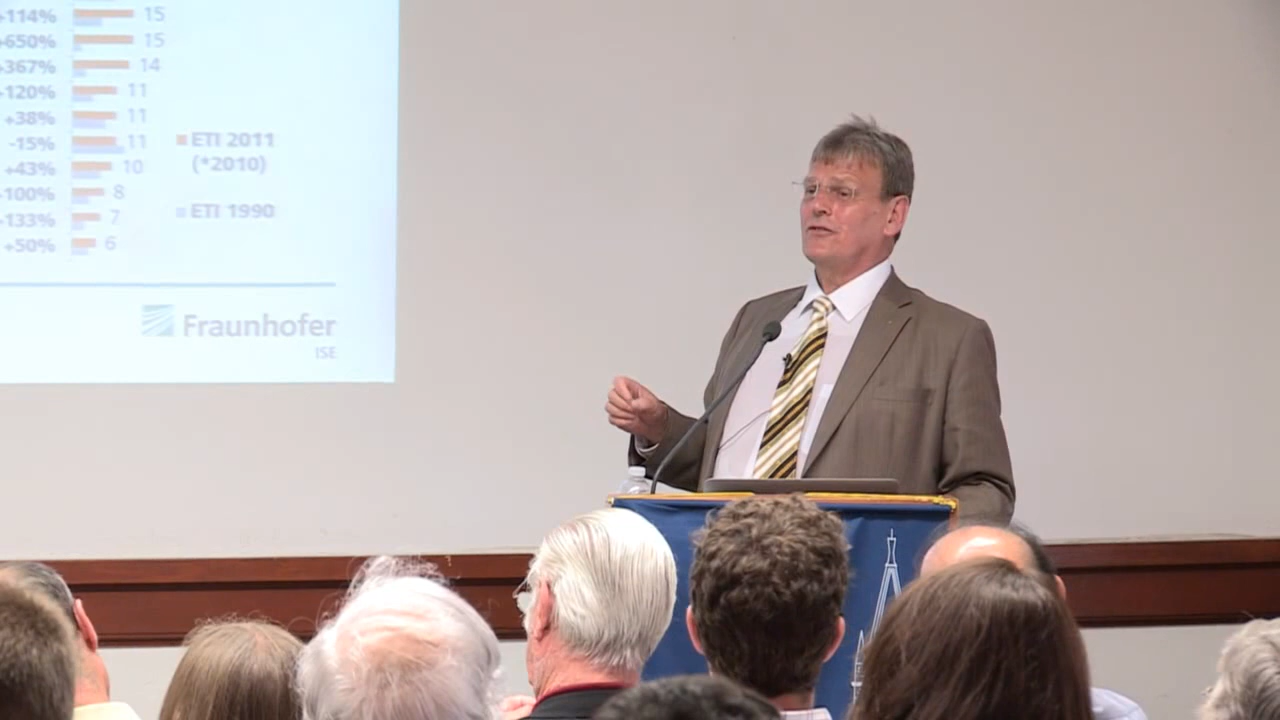 +114% 15
+650% 15
+367% 14
+120% 11
+38% 11
-15% 11 ETI 2011
(*2010)
+43% 10
100% 8
133% 7 ETI 1990
+50% 6
Fraunhofer
ISE